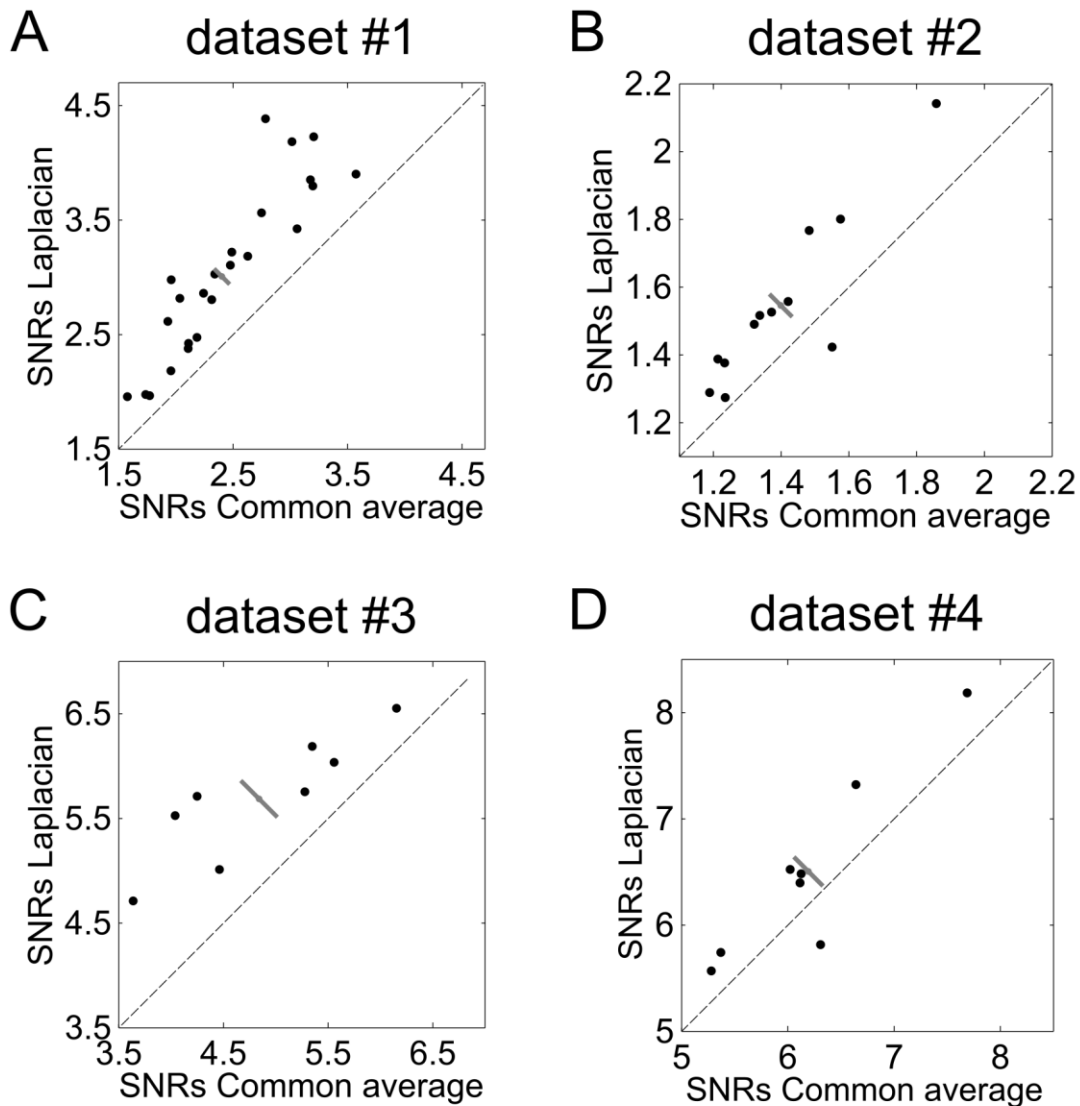 A
dataset #1
SNRs Laplacian
4.5
3.5
2.5
1.5
1.5 2.5 3.5 4.5
SNRs Common average
B
dataset #2
SNRs Laplacian
2.2
2
1.8
1.6
1.4
1.2
1.2 1.4 1.6 1.8 2 2.2
SNRs Common average
C
dataset #3
SNRs Laplacian
6.5
5.5
4.5
3.5
3.5 4.5 5.5 6.5
SNRs Common average
D
dataset #4
SNRs Laplacian
8
7
6
5
5 6 7 8
SNRs Common average